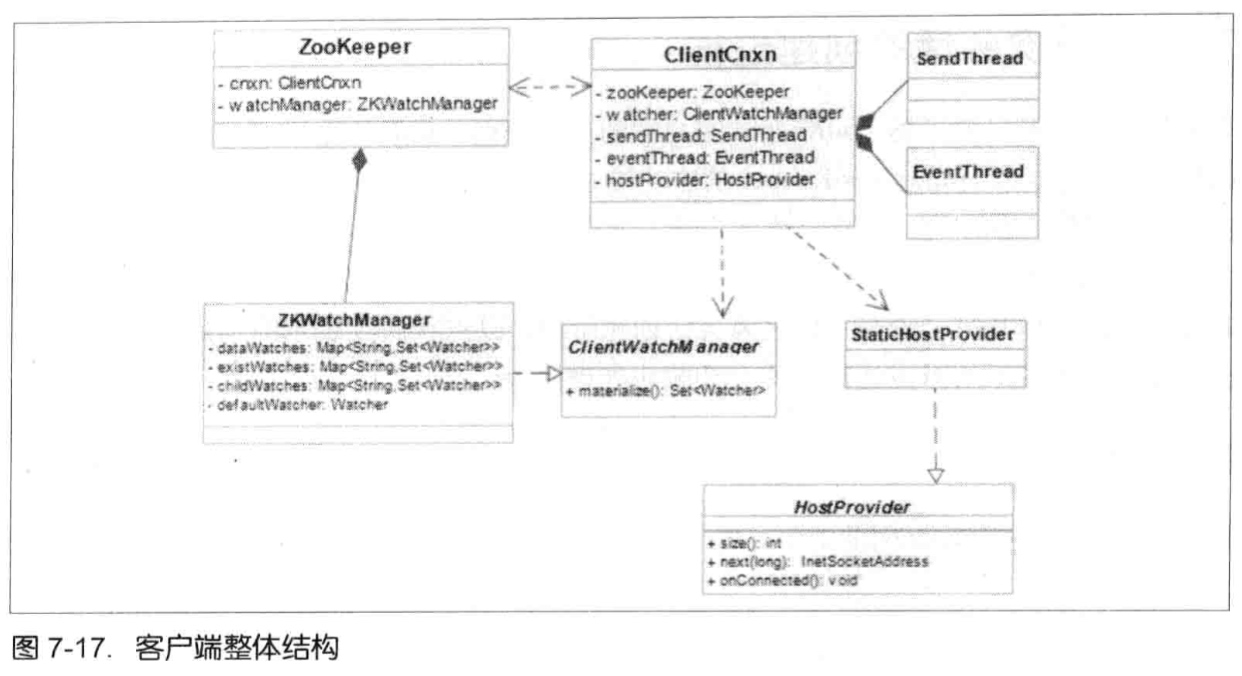 ZooKeeper
- cnxn: ClientCnxn
- watchManager: ZKWatchManager
ClientCnxn
- zooKeeper: ZooKeeper
- watcher: ClientWatchManager
- sendThread: SendThread
- eventThread: EventThread
- hostProvider: HostProvider
SendThread
EventThread
ZKWatchManager
- dataWatches: Map<String,Set<Watcher>>
- existWatches: Map<String,Set<Watcher>>
- childWatches: Map<String,Set<Watcher>>
- defaultWatcher: Watcher
ClientWatchManager
+ materialize(): Set<Watcher>
StaticHostProvider
HostProvider
+ size(): int
+ next(long): InetSocketAddress
+ onConnected(): void
图 7-17. 客户端整体结构